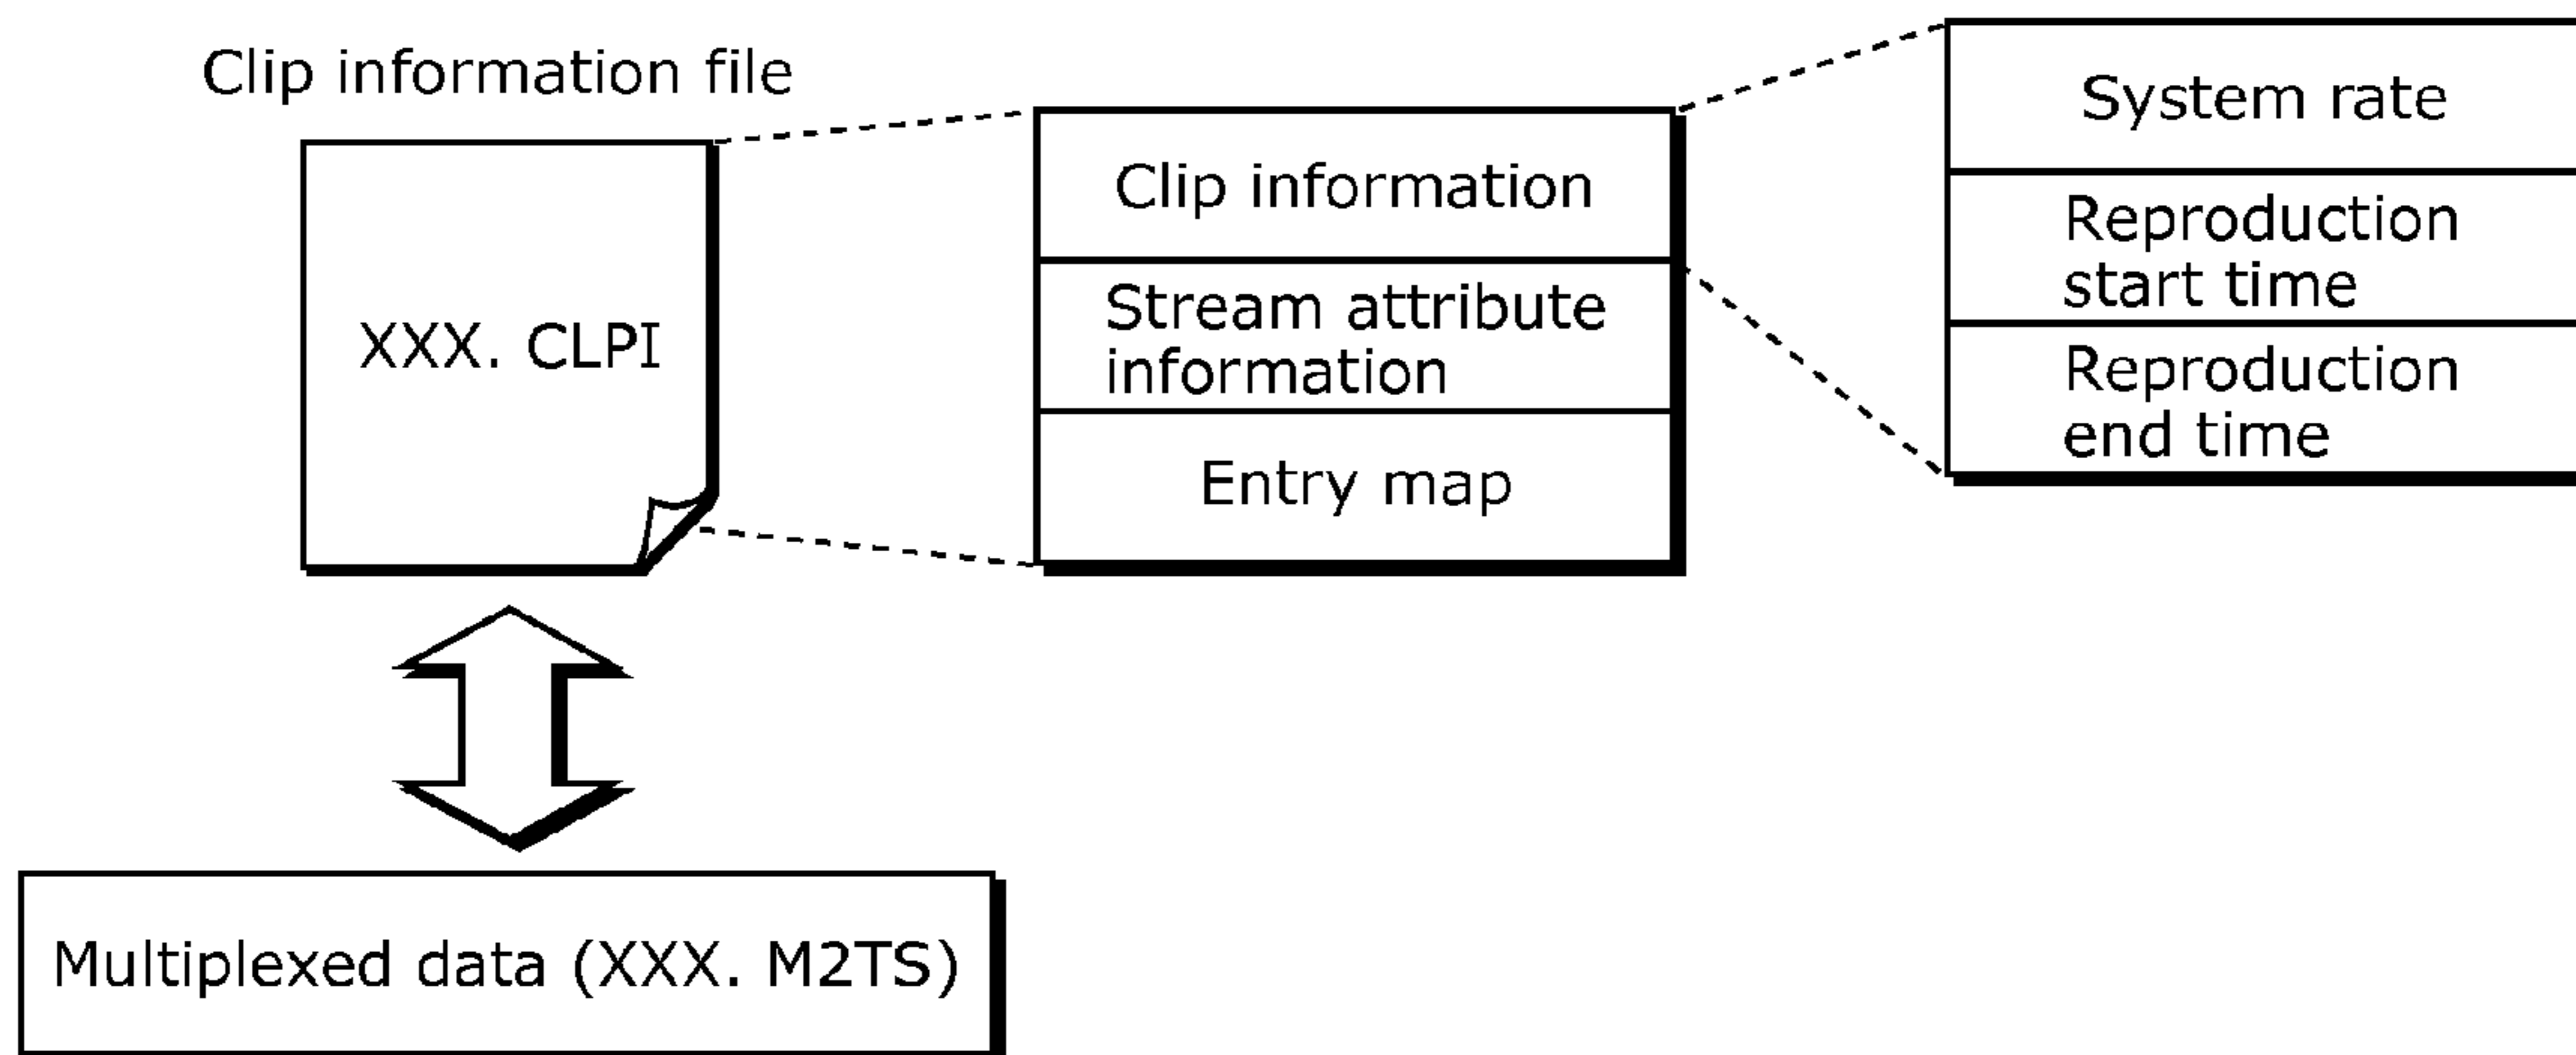 Clip information file
XXX. CLPI
Clip information
Stream attribute
information
Entry map
System rate
Reproduction
start time
Reproduction
end time
Multiplexed data (XXX. M2TS)